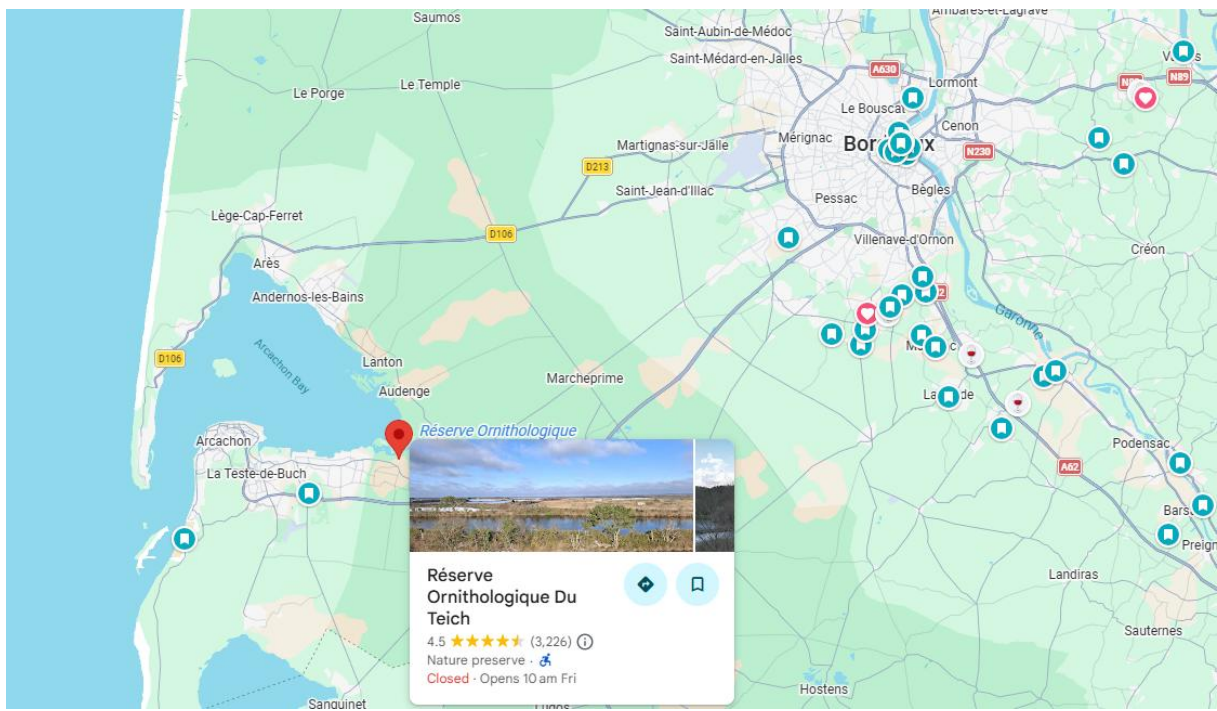 Saumos
Ambarès-et-Lagrave
Saint-Aubin-de-Médoc
Saint-Médard-en-Jalles
A630
Lormont
N89
Le Temple
Le Porge
Le Bouscat
Cenon
Mérignac
Martignas-sur-Jalle
N230
D213
Saint-Jean-d'Illac
Bègles
Pessac
Lège-Cap-Ferret
D106
Villenave-d'Ornon
Créon
Arès
Andernos-les-Bains
Garonne
Arcachon Bay
D106
Lanton
Marcheprime
Audenge
Réserve Ornithologique
Arcachon
Podensac
La Teste-de-Buch
A62
Réserve
Ornithologique Du
Teich
4.5 (3,226)
Nature preserve ·
Closed · Opens 10 am Fri
Landiras
Sauternes
Hostens
Sanguinet